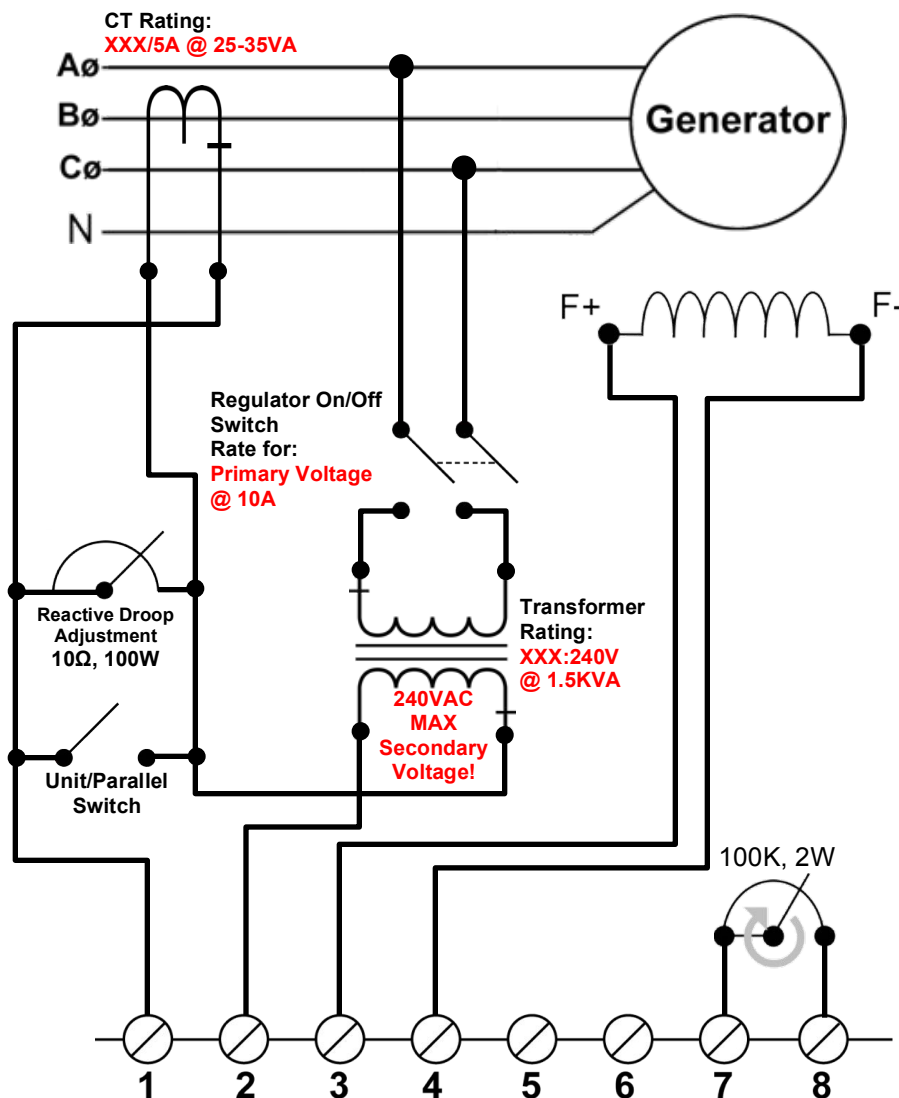 CT Rating:
XXX/5A @ 25-35VA
Aø
Bø
Cø
N
Generator
F+
F-
Regulator On/Off
Switch
Rate for:
Primary Voltage
@ 10A
Reactive Droop
Adjustment
10Ω, 100W
Transformer
Rating:
XXX:240V
@ 1.5KVA
240VAC
MAX
Secondary
Voltage!
Unit/Parallel
Switch
100K, 2W
1 2 3 4 5 6 7 8